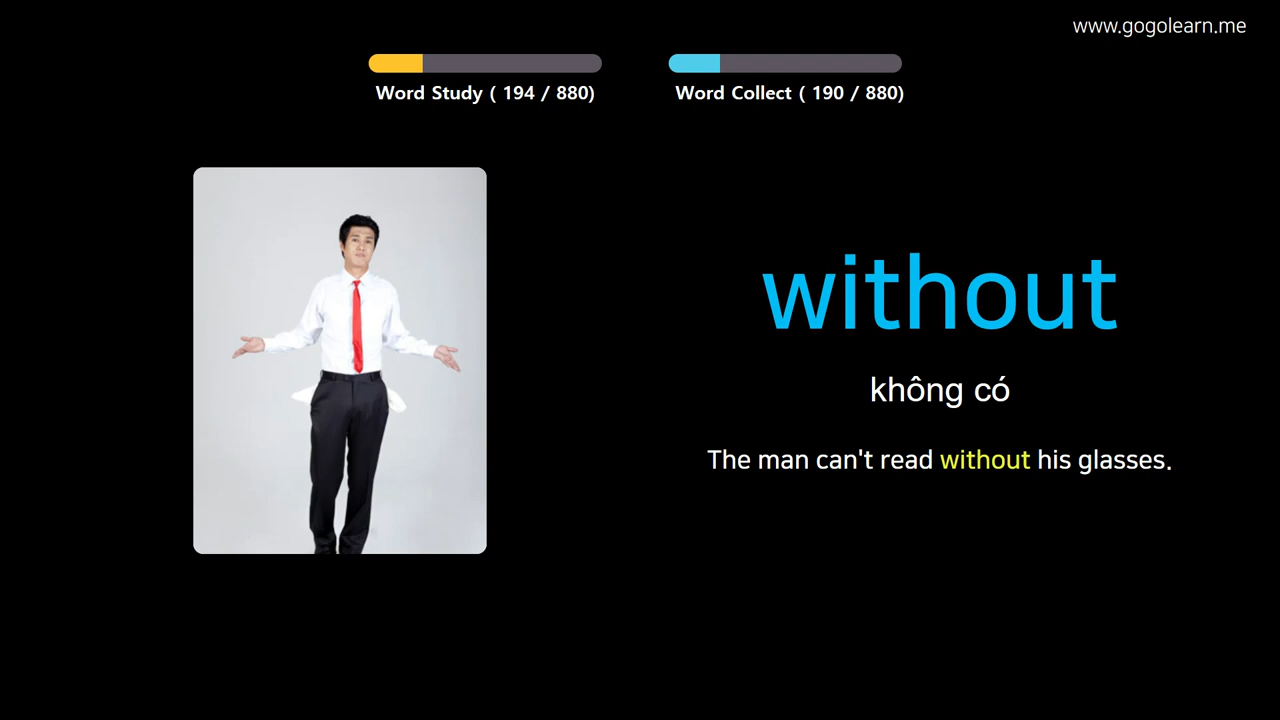 www.gogolearn.me
Word Study ( 194 / 880)
Word Collect ( 190 / 880)
without
không có
The man can't read without his glasses.